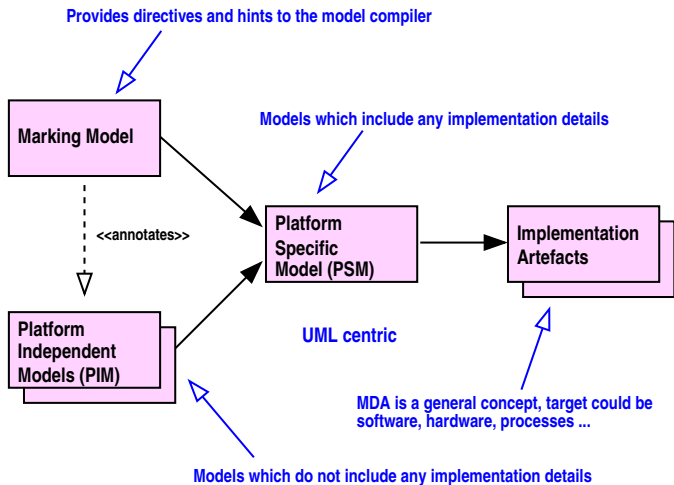 Provides directives and hints to the model compiler
Marking Model
Models which include any implementation details
<<annotates>>
Platform
Specific
Model (PSM)
Implementation
Artefacts
Platform
Independent
Models (PIM)
UML centric
MDA is a general concept, target could be
software, hardware, processes ...
Models which do not include any implementation details